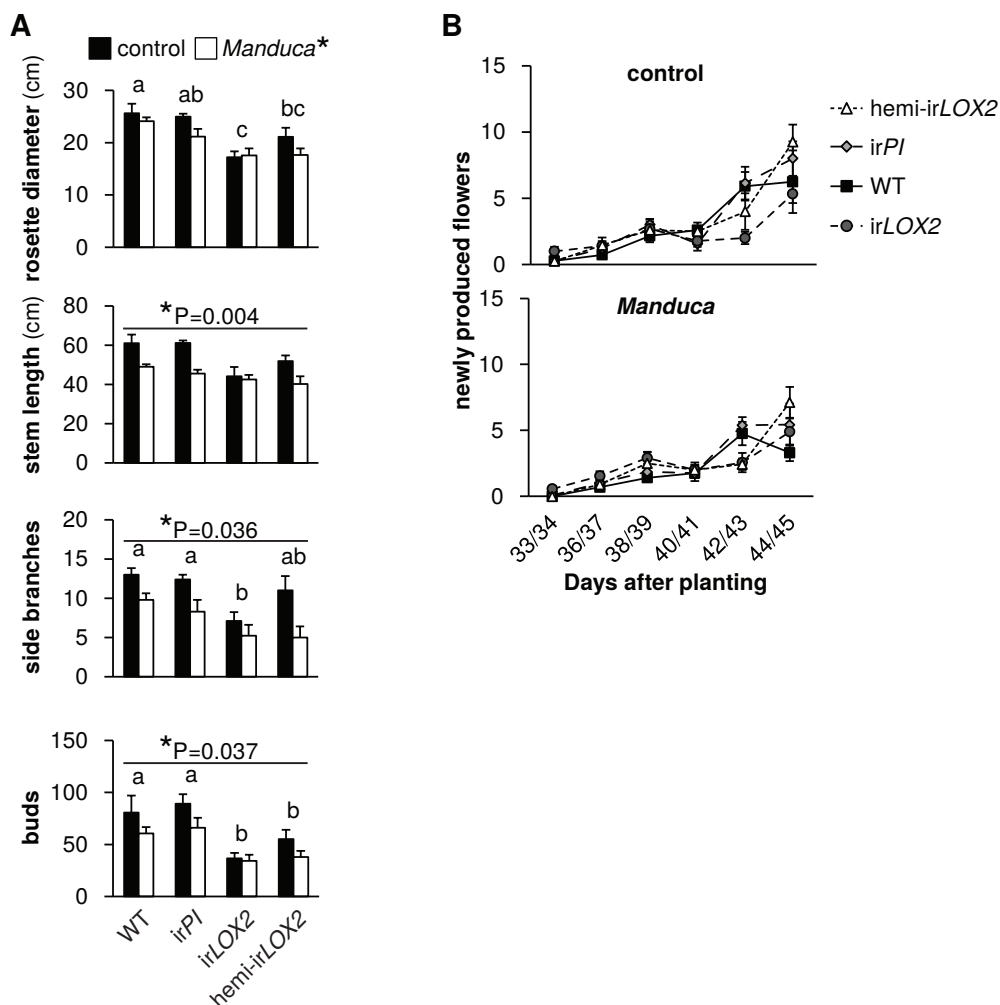 A
control Manduca*
rosette diameter (cm)
30
20
10
0
a ab c bc
stem length (cm)
80
60
40
20
0
*P=0.004
side branches
20
15
10
5
0
*P=0.036
a a b ab
buds
150
100
50
0
*P=0.037
a a b b
WT irPI irLOX2 hemi-irLOX2
B
newly produced flowers
control
15
10
5
0
hemi-irLOX2
irPI
WT
irLOX2
Manduca
15
10
5
0
33/34 36/37 38/39 40/41 42/43 44/45
Days after planting